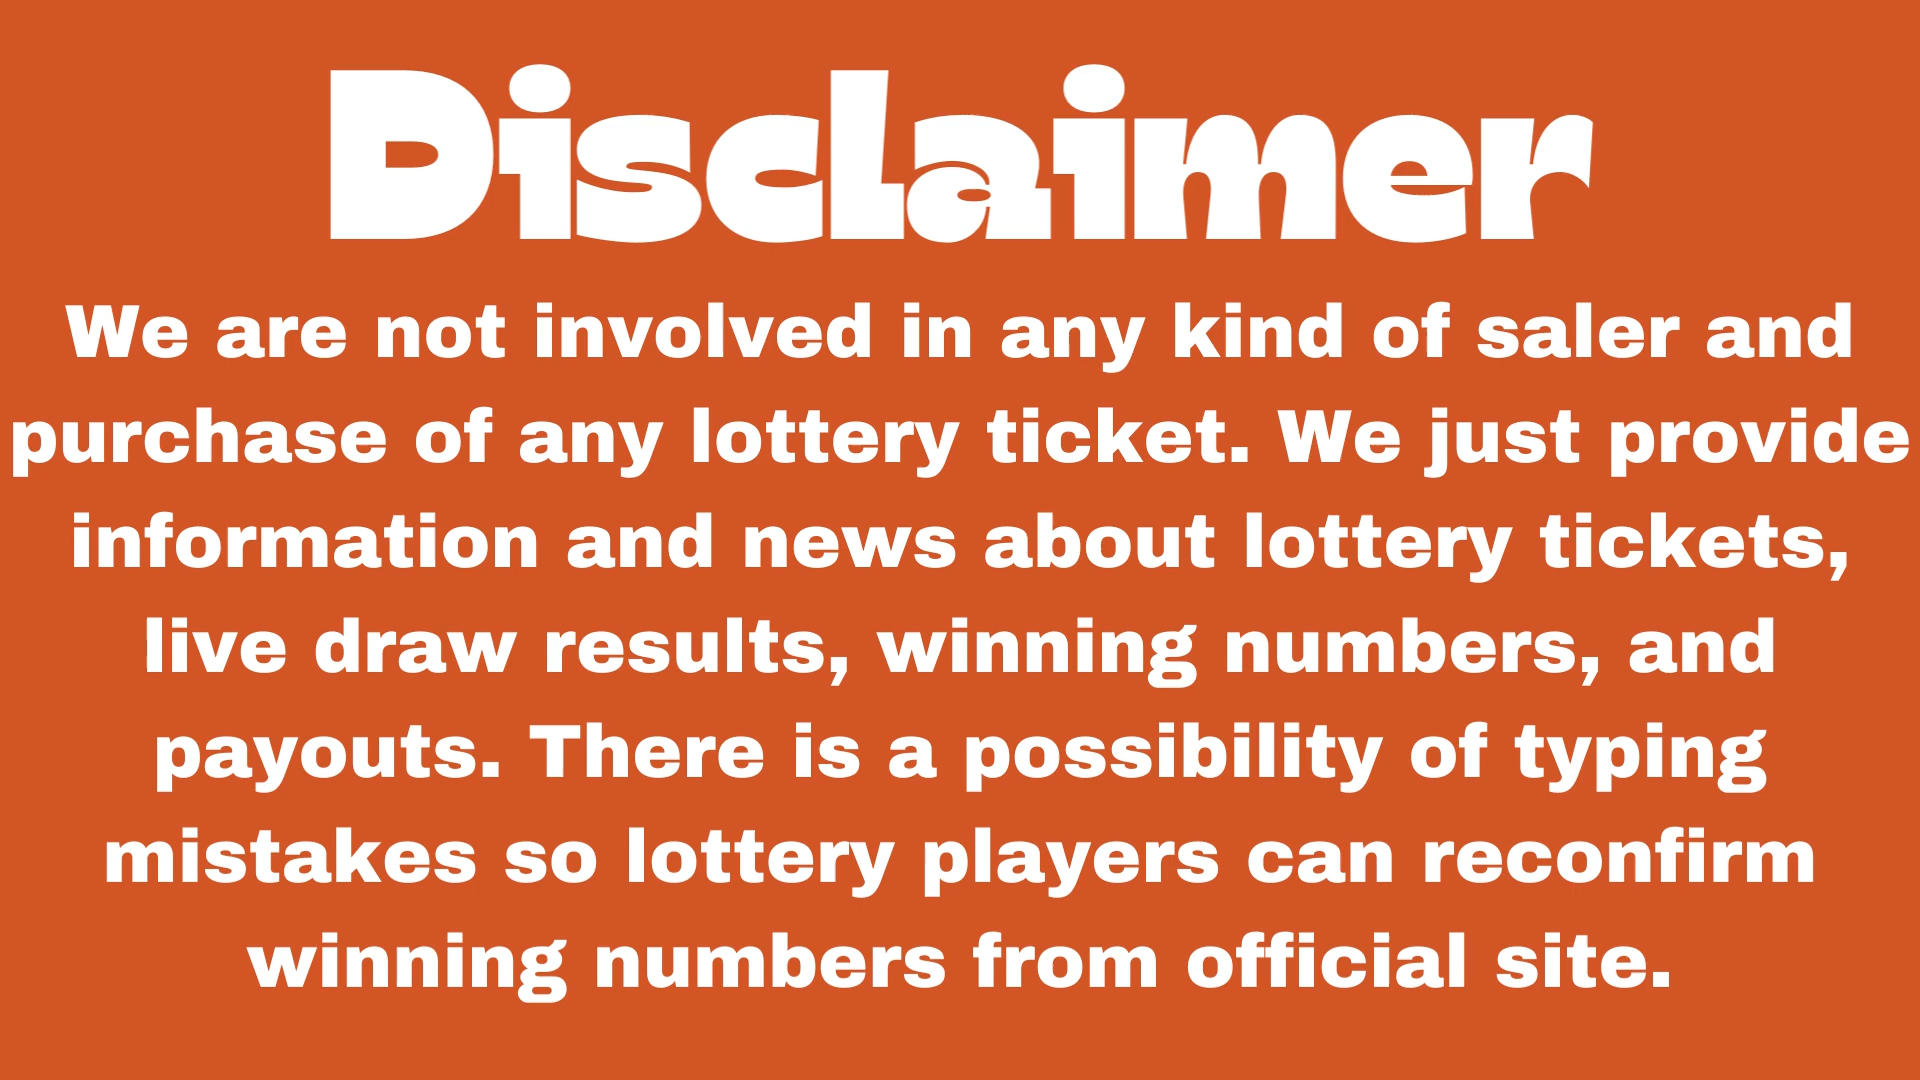 Disclaimer
We are not involved in any kind of saler and
purchase of any lottery ticket. We just provide
information and news about lottery tickets,
live draw results, winning numbers, and
payouts. There is a possibility of typing
mistakes so lottery players can reconfirm
winning numbers from official site.